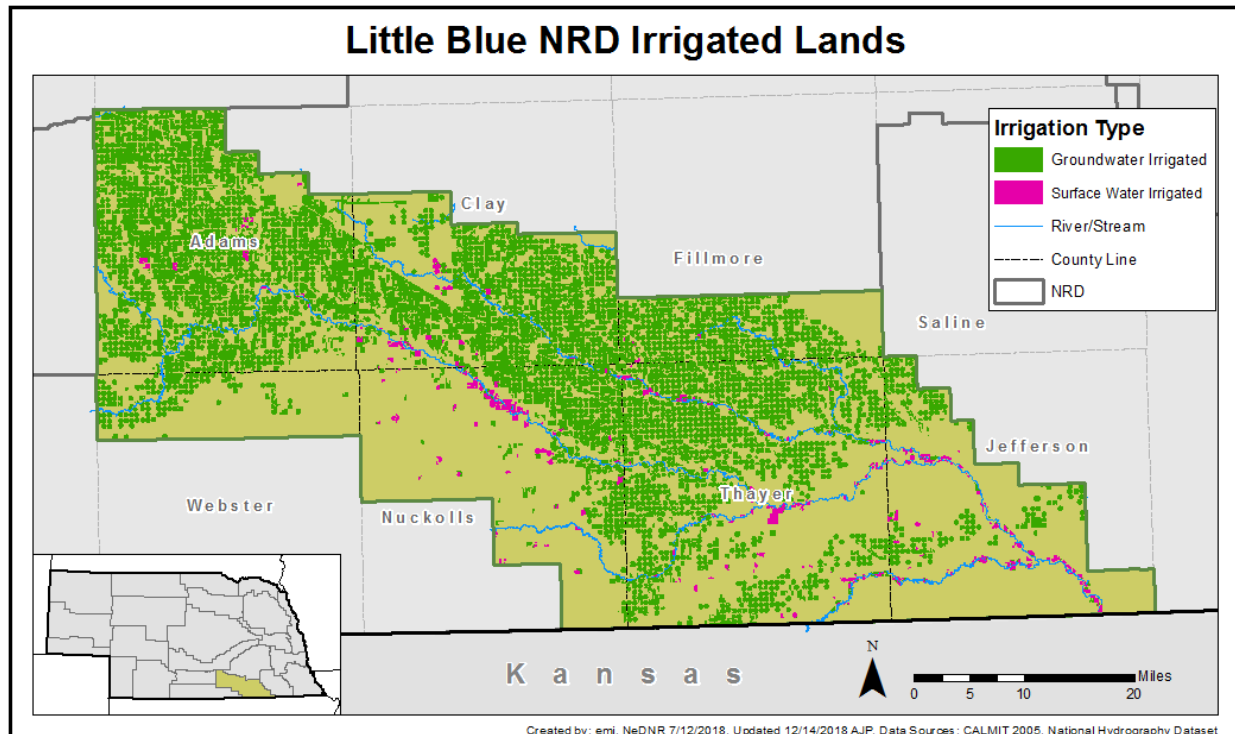 Little Blue NRD Irrigated Lands
Irrigation Type
Groundwater Irrigated
Surface Water Irrigated
River/Stream
County Line
NRD
Clay
Adams
Fillmore
Saline
Jefferson
Thayer
Webster
Nuckolls
Kansas
N
Miles
0 5 10 20
Created by: emj, NeDNR 7/12/2018, Updated 12/14/2018 AJP, Data Sources: CALMIT 2005, National Hydrography Dataset